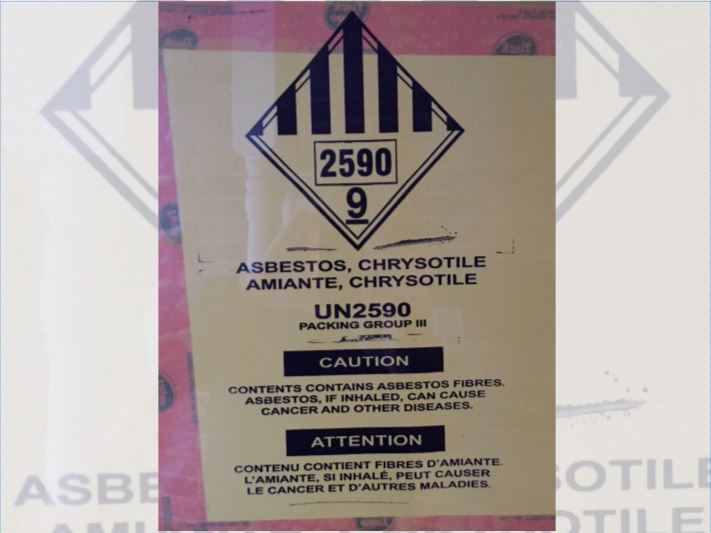 2590
9
ASBESTOS, CHRYSOTILE
AMIANTE, CHRYSOTILE
UN2590
PACKING GROUP III
CAUTION
CONTENTS CONTAINS ASBESTOS FIBRES.
ASBESTOS, IF INHALED, CAN CAUSE
CANCER AND OTHER DISEASES.
ATTENTION
CONTENU CONTIENT FIBRES D'AMIANTE.
L'AMIANTE, SI INHALÉ, PEUT CAUSER
LE CANCER ET D'AUTRES MALADIES.